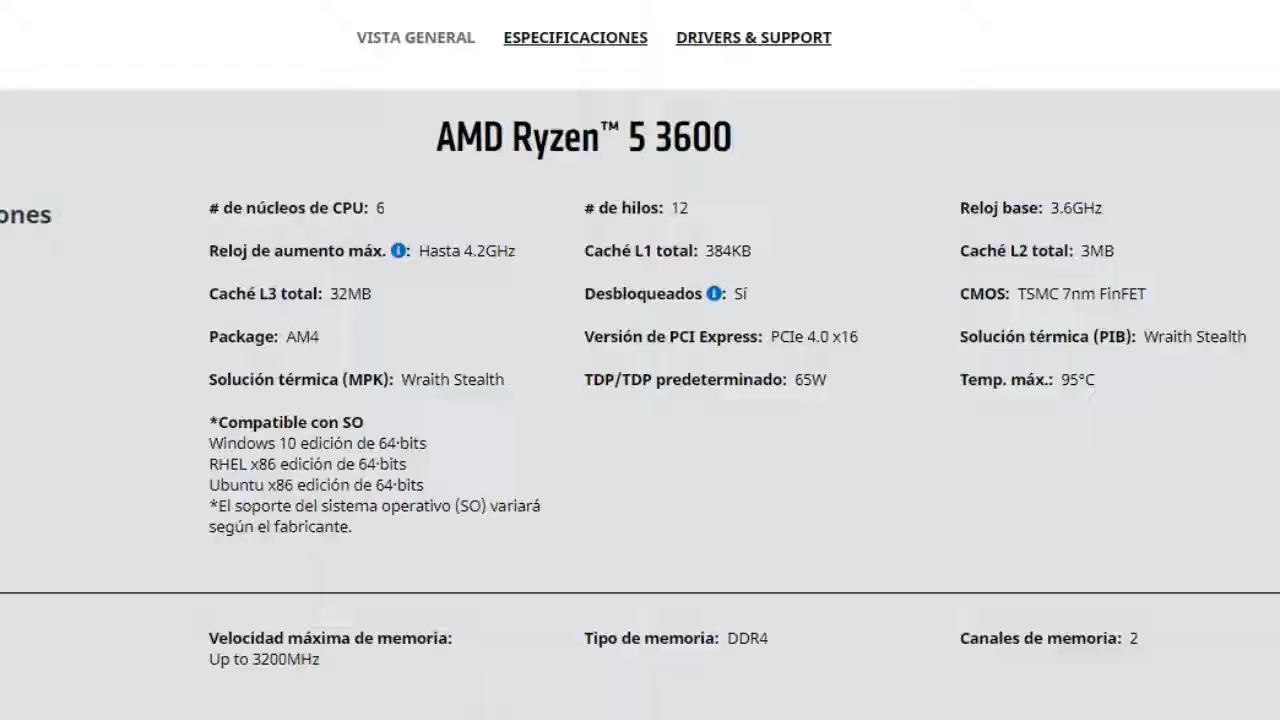 VISTA GENERAL ESPECIFICACIONES DRIVERS & SUPPORT
AMD Ryzen™ 5 3600
ones
# de núcleos de CPU: 6 # de hilos: 12 Reloj base: 3.6GHz
Reloj de aumento máx. : Hasta 4.2GHz Caché L1 total: 384KB Caché L2 total: 3MB
Caché L3 total: 32MB Desbloqueados : Sí CMOS: TSMC 7nm FinFET
Package: AM4 Versión de PCI Express: PCIe 4.0 x16 Solución térmica (PIB): Wraith Stealth
Solución térmica (MPK): Wraith Stealth TDP/TDP predeterminado: 65W Temp. máx.: 95°C
*Compatible con SO
Windows 10 edición de 64-bits
RHEL x86 edición de 64-bits
Ubuntu x86 edición de 64-bits
*El soporte del sistema operativo (SO) variará
según el fabricante.
Velocidad máxima de memoria: Tipo de memoria: DDR4 Canales de memoria: 2
Up to 3200MHz